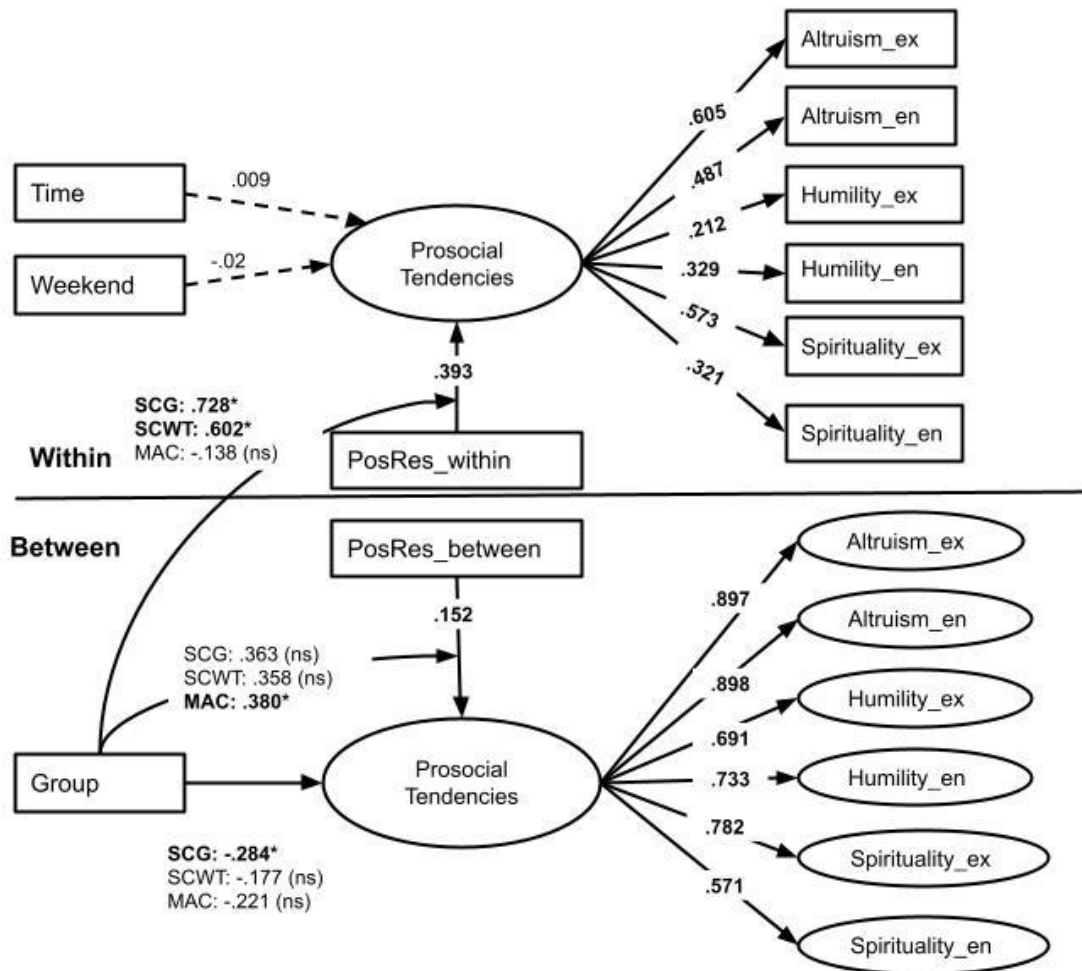 Altruism_ex
.605
Altruism_en
.487
Time
.009
Humility_ex
.212
Prosocial
Tendencies
Humility_en
.329
Weekend
-.02
Spirituality_ex
.573
.393
.321
SCG: .728*
SCWT: .602*
MAC: -.138 (ns)
Spirituality_en
Within
PosRes_within
Between
PosRes_between
Altruism_ex
.897
.152
Altruism_en
.898
SCG: .363 (ns)
SCWT: .358 (ns)
MAC: .380*
Humility_ex
.691
Group
Prosocial
Tendencies
Humility_en
.733
.782
SCG: -.284*
SCWT: -.177 (ns)
MAC: -.221 (ns)
Spirituality_ex
.571
Spirituality_en